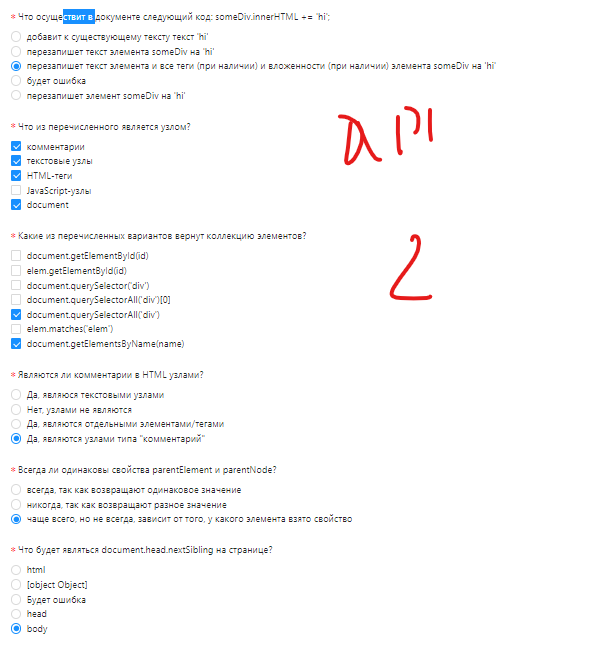 * Что осуществит в документе следующий код: someDiv.innerHTML += 'hi';
добавит к существующему тексту текст 'hi'
перезапишет текст элемента someDiv на 'hi'
перезапишет текст элемента и все теги (при наличии) и вложенности (при наличии) элемента someDiv на 'hi'
будет ошибка
перезапишет элемент someDiv на 'hi'
* Что из перечисленного является узлом?
комментарии
текстовые узлы
HTML-теги
JavaScript-узлы
document
* Какие из перечисленных вариантов вернут коллекцию элементов?
document.getElementById(id)
elem.getElementById(id)
document.querySelector('div')
document.querySelectorAll('div')[0]
document.querySelectorAll('div')
elem.matches('elem')
document.getElementsByName(name)
2
* Являются ли комментарии в HTML узлами?
Да, являюся текстовыми узлами
Нет, узлами не являются
Да, являются отдельными элементами/тегами
Да, являются узлами типа "комментарий"
* Всегда ли одинаковы свойства parentElement и parentNode?
всегда, так как возвращают одинаковое значение
никогда, так как возвращают разное значение
чаще всего, но не всегда, зависит от того, у какого элемента взято свойство
* Что будет являться document.head.nextSibling на странице?
html
[object Object]
Будет ошибка
head
body